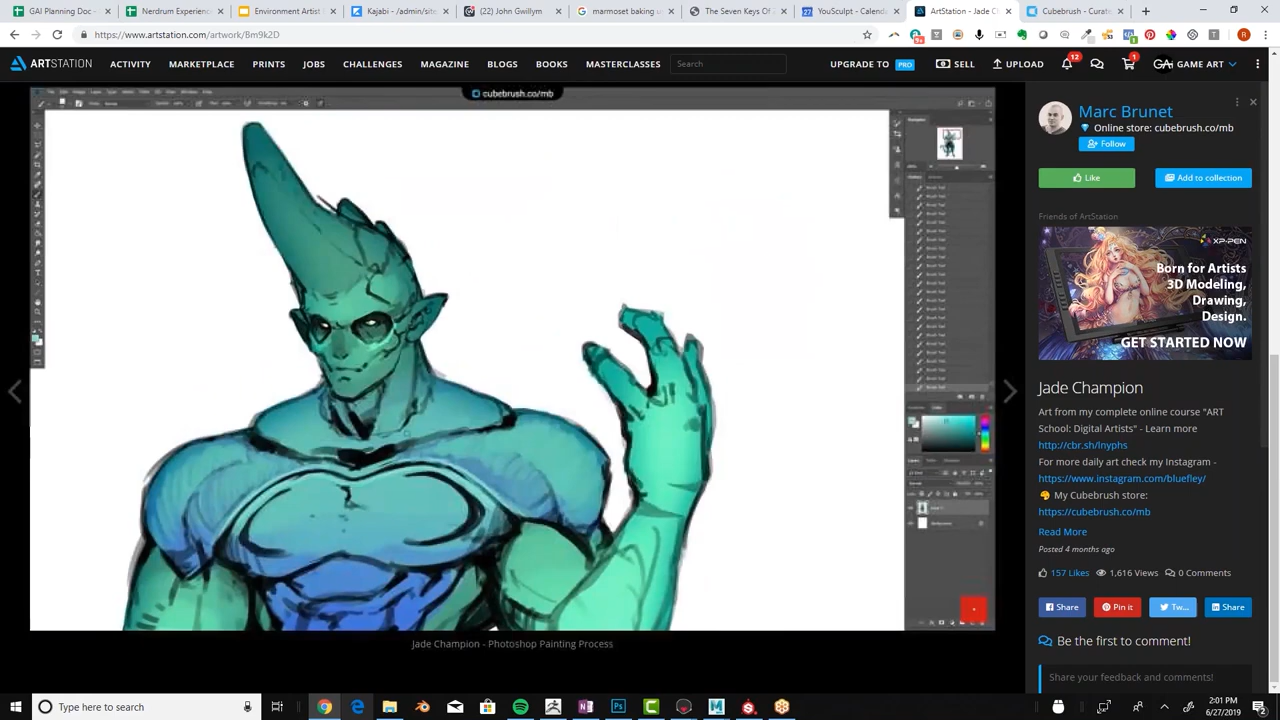 GAI Planning Doc -
Nerdrum Experienc
Environment Artist
Kajabi - /admin/site
(22) John Gwillym
marmoset baking u
The Seven Keys Of
YouSculpt - Calend
ArtStation - Jade C
Cubebrush - Curate
https://www.artstation.com/artwork/8m9k2D
ARTSTATION
ACTIVITY
MARKETPLACE
PRINTS
JOBS
CHALLENGES
MAGAZINE
BLOGS
BOOKS
MASTERCLASSES
Search
UPGRADE TO PRO
SELL
UPLOAD
12
1
GAME ART
cubebrush.co/mb
Marc Brunet
Online store: cubebrush.co/mb
Follow
Like
Add to collection
Friends of ArtStation
XP-PEN
Born for Artists
3D Modeling,
Drawing,
Design.
GET STARTED NOW
Jade Champion
Art from my complete online course "ART
School: Digital Artists" - Learn more
http://cbr.sh/lnyphs
For more daily art check my Instagram -
https://www.instagram.com/bluefley/
My Cubebrush store:
https://cubebrush.co/mb
Read More
Posted 4 months ago
157 Likes
1,616 Views
0 Comments
Share
Pin it
Tw...
Share
Be the first to comment!
Share your feedback and comments!
Jade Champion - Photoshop Painting Process
Type here to search
2:01 PM
6/27/2019